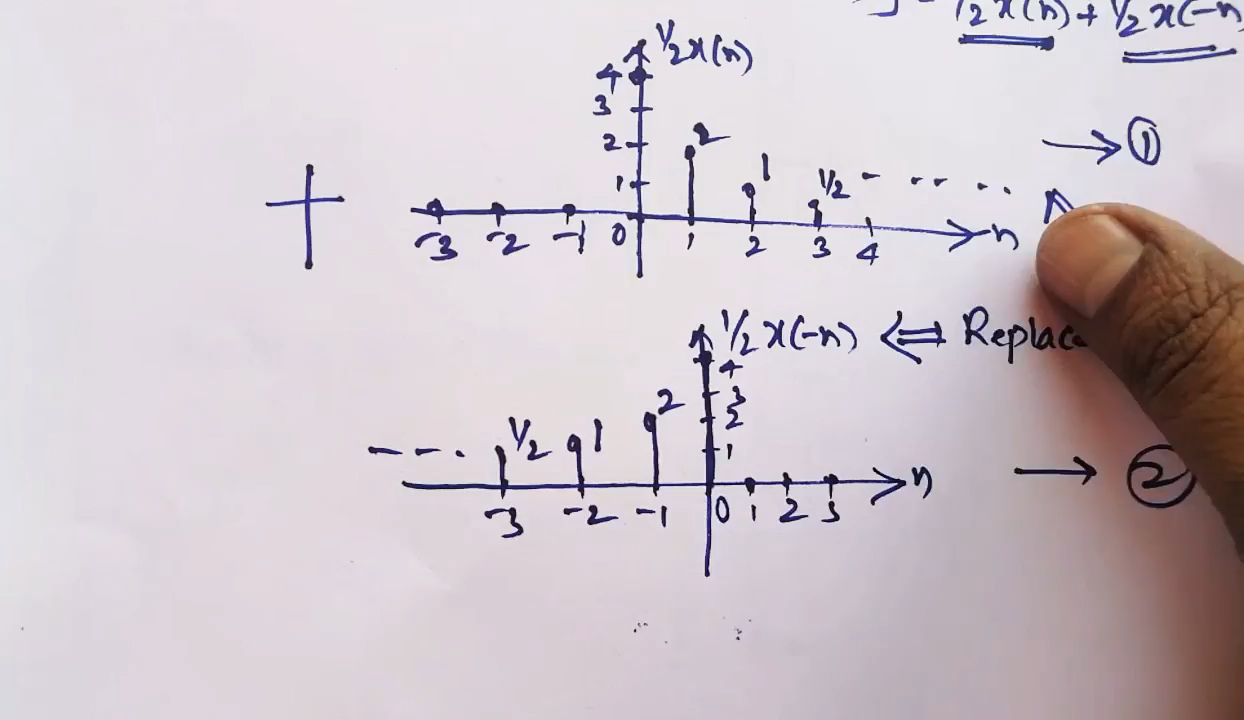 ½x(n) + ½x(-n)
½x(n)
4
3
2 2
1 1 ½ - -- -.
→ ①
-3 -2 -1 0 1 2 3 4 n
½x(-n) ⇔ Replac
4
3
2 2
--. ½ 1 1
n → ②
-3 -2 -1 0 1 2 3